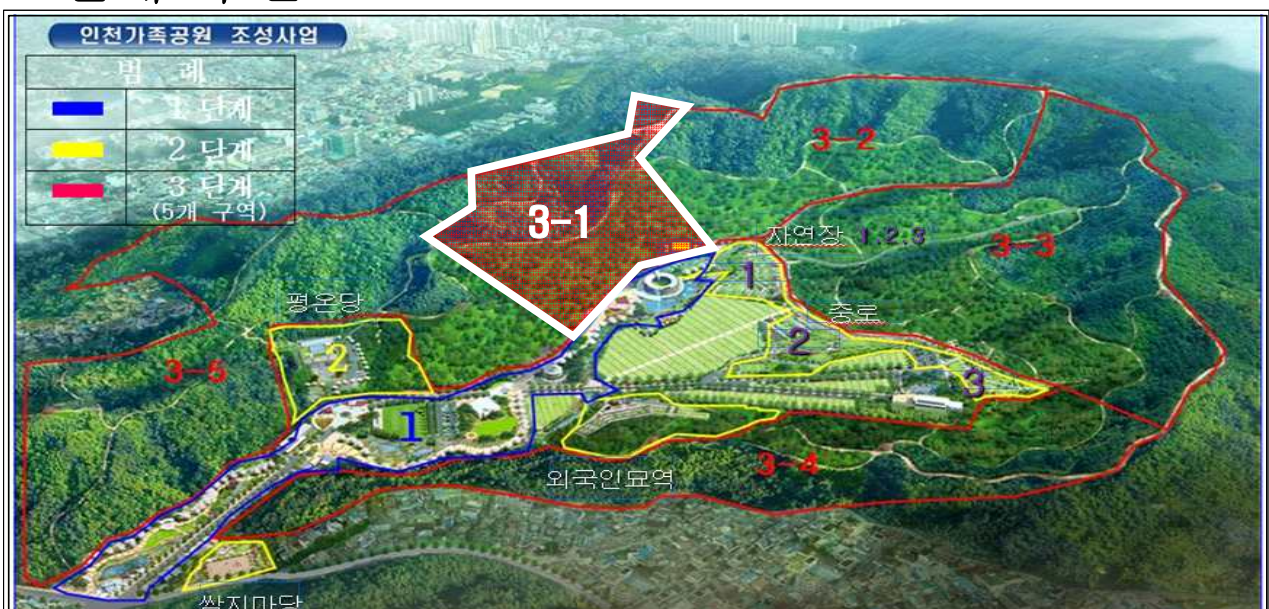 인천가족공원 조성사업
범 례
1 단계
2 단계
3 단계
(5개 구역)
3-2
3-1
자연장 1.2.3
3-3
1
평온당
중로
2
2
3-5
3
1
3-4
외국인묘역
쌈지마당